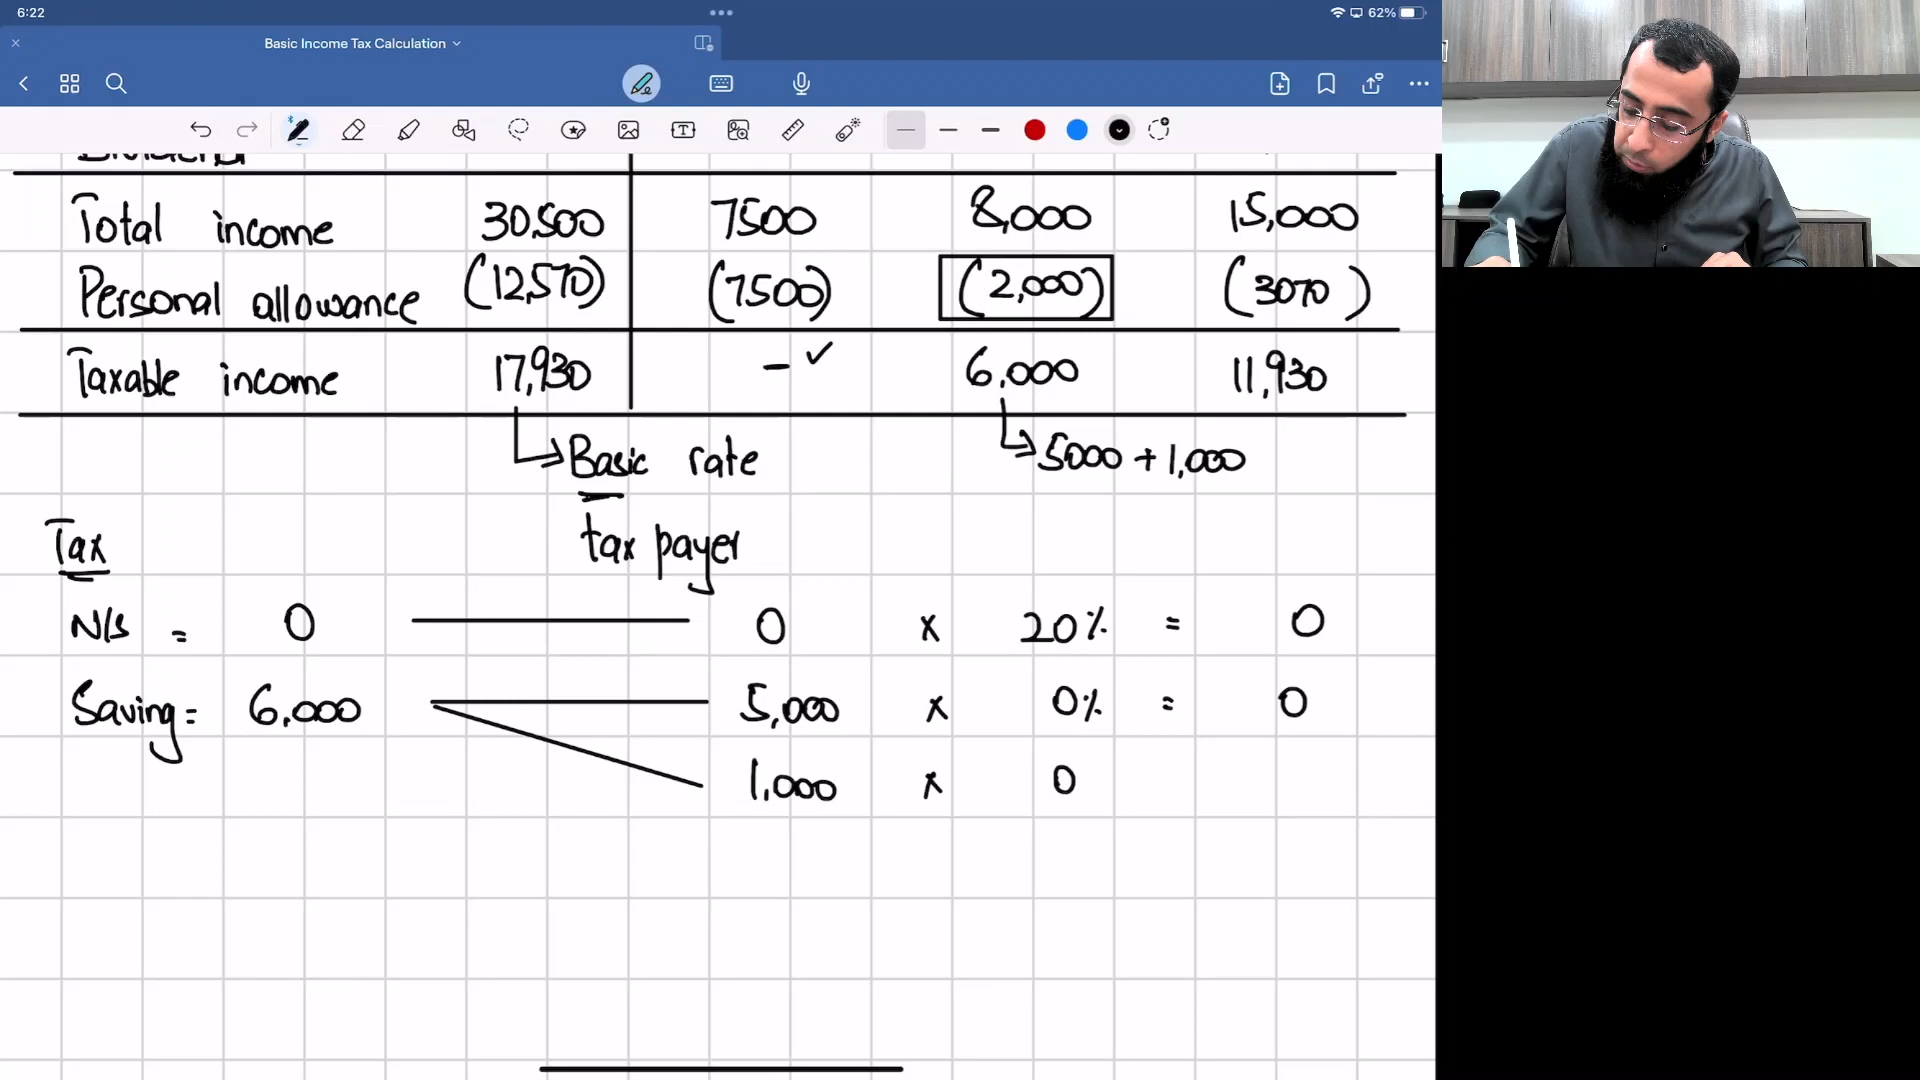 6:22
62%
Basic Income Tax Calculation
Total income 30,500 7500 8,000 15,000
Personal allowance (12,570) (7500) (2,000) (3070)
Taxable income 17,930 - ✓ 6,000 11,930
Basic rate 5000 + 1,000
tax payer
Tax
N/s = 0 0 x 20% = 0
Saving = 6,000 5,000 x 0% = 0
1,000 x 0